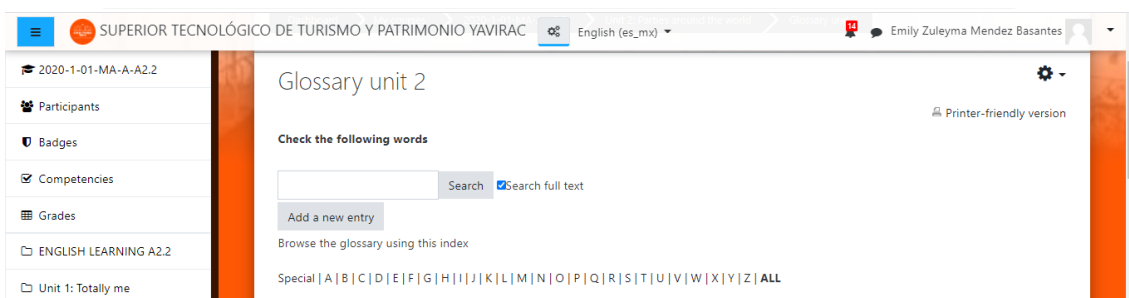 SUPERIOR TECNOLÓGICO DE TURISMO Y PATRIMONIO YAVIRAC English (es_mx) 14 Emily Zuleyma Mendez Basantes
2020-1-01-MA-A-A2.2
Participants
Badges
Competencies
Grades
ENGLISH LEARNING A2.2
Unit 1: Totally me
Glossary unit 2
Printer-friendly version
Check the following words
Search Search full text
Add a new entry
Browse the glossary using this index
Special | A | B | C | D | E | F | G | H | I | J | K | L | M | N | O | P | Q | R | S | T | U | V | W | X | Y | Z | ALL